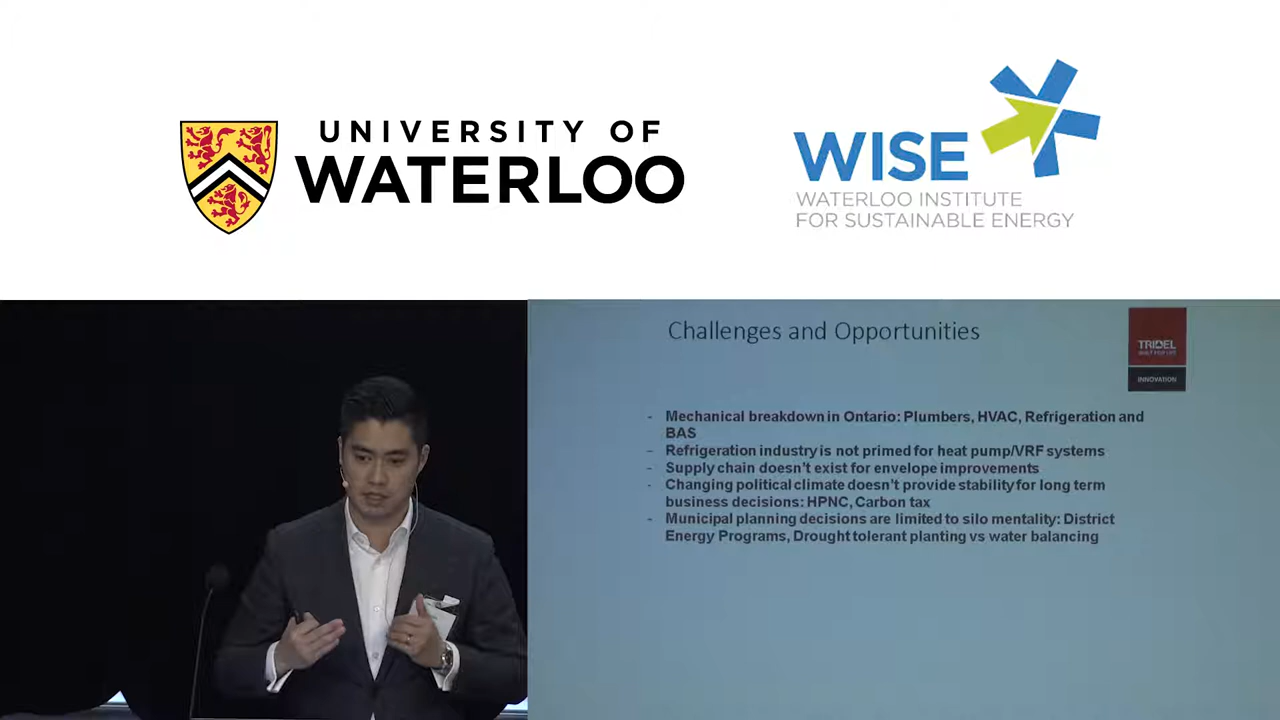 UNIVERSITY OF
WATERLOO
WISE
WATERLOO INSTITUTE
FOR SUSTAINABLE ENERGY
Challenges and Opportunities
TRIDEL
BUILT FOR LIFE
INNOVATION
- Mechanical breakdown in Ontario: Plumbers, HVAC, Refrigeration and
BAS
- Refrigeration industry is not primed for heat pump/VRF systems
- Supply chain doesn't exist for envelope improvements
- Changing political climate doesn't provide stability for long term
business decisions: HPNC, Carbon tax
- Municipal planning decisions are limited to silo mentality: District
Energy Programs, Drought tolerant planting vs water balancing